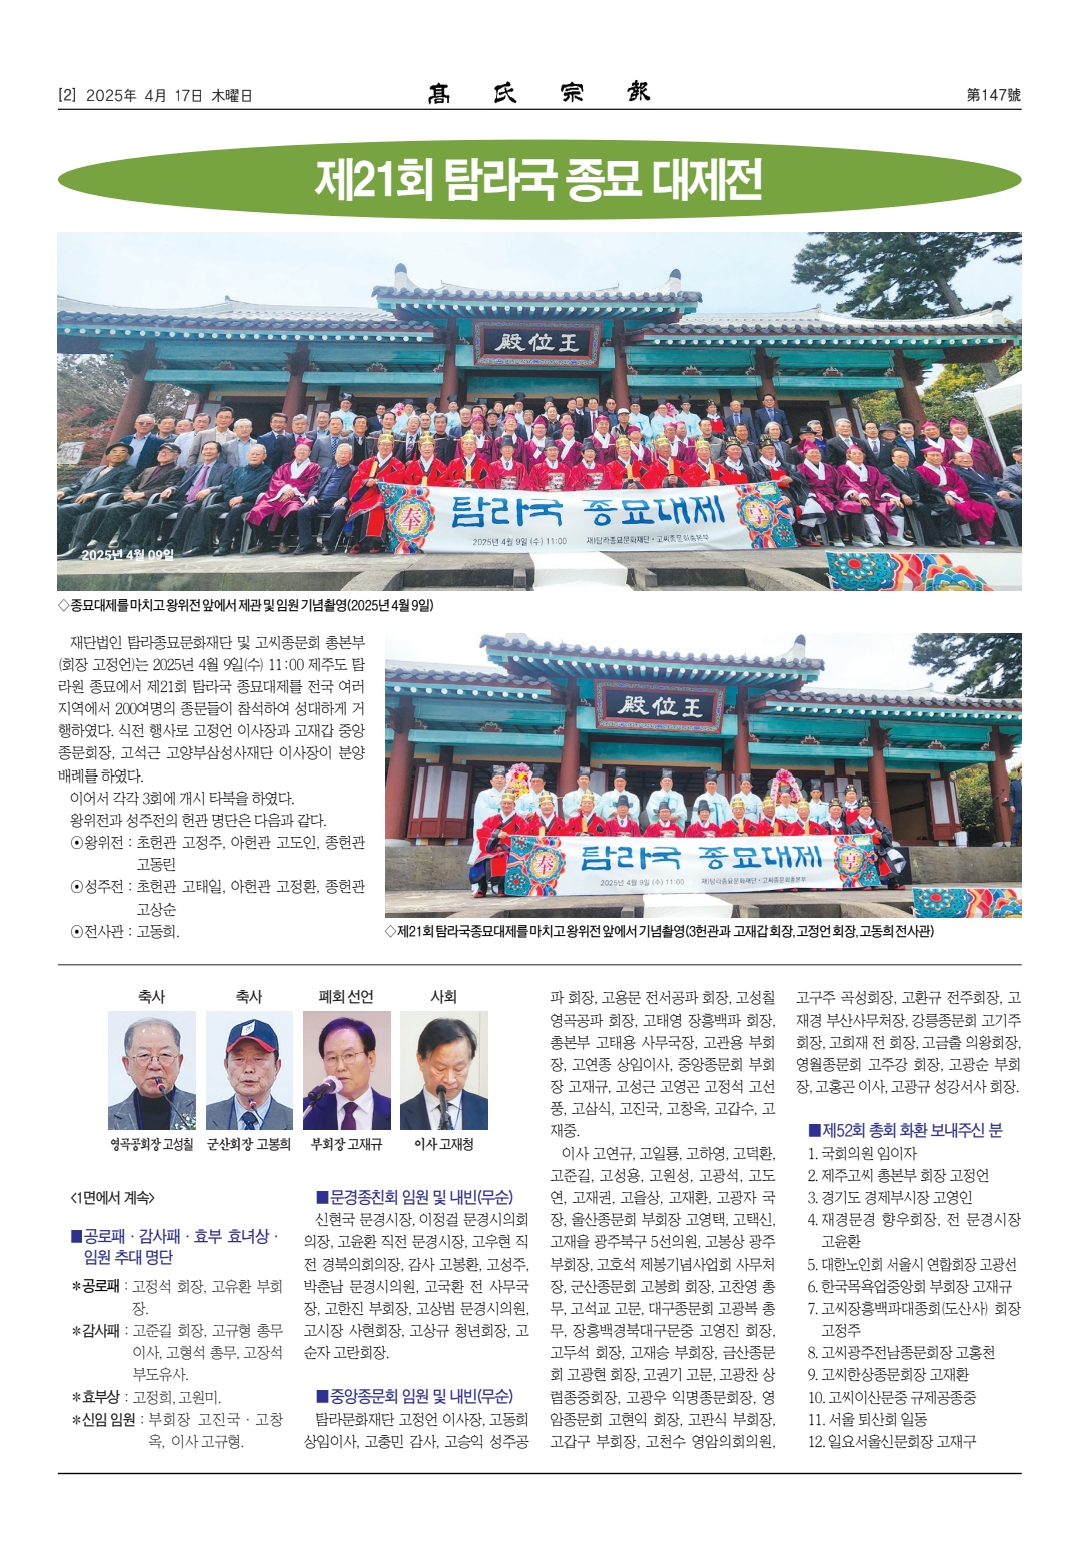 [2] 2025年 4月 17日 木曜日
髙氏宗報
第147號
제21회 탐라국 종묘 대제전
殿位王
탐라국 종묘대제
奉
享
2025년 4월 9일 (수) 11:00 재)탐라종묘문화재단·고씨종문회총본부
2025년 4월 09일
◇종묘대제를 마치고 왕위전 앞에서 제관 및 임원 기념촬영(2025년 4월 9일)
재단법인 탐라종묘문화재단 및 고씨종문회 총본부
(회장 고정언)는 2025년 4월 9일(수) 11:00 제주도 탐
라원 종묘에서 제21회 탐라국 종묘대제를 전국 여러
지역에서 200여명의 종문들이 참석하여 성대하게 거
행하였다. 식전 행사로 고정언 이사장과 고재갑 중앙
종문회장, 고석근 고양부삼성사재단 이사장이 분양
배례를 하였다.
이어서 각각 3회에 개시 타북을 하였다.
왕위전과 성주전의 헌관 명단은 다음과 같다.
⊙왕위전 : 초헌관 고정주, 아헌관 고도인, 종헌관
고동린
⊙성주전 : 초헌관 고태일, 아헌관 고정환, 종헌관
고상순
⊙전사관 : 고동희.
殿位王
탐라국 종묘대제
奉
享
2025년 4월 9일 (수) 11:00 재)탐라종묘문화재단·고씨종문회총본부
◇제21회 탐라국종묘대제를 마치고 왕위전 앞에서 기념촬영(3헌관과 고재갑 회장, 고정언 회장, 고동희 전사관)
축사
축사
폐회 선언
사회
영곡공회장 고성칠
군산회장 고봉희
부회장 고재규
이사 고재청
<1면에서 계속>
■공로패·감사패·효부 효녀상·
임원 추대 명단
*공로패 : 고정석 회장, 고유환 부회
장.
*감사패 : 고준길 회장, 고규형 총무
이사, 고형석 총무, 고장석
부도유사.
*효부상 : 고정희, 고원미.
*신임 임원 : 부회장 고진국·고창
옥, 이사 고규형.
■문경종친회 임원 및 내빈(무순)
신현국 문경시장, 이정걸 문경시의회
의장, 고윤환 직전 문경시장, 고우현 직
전 경북의회의장, 감사 고봉환, 고성주,
박춘남 문경시의원, 고국환 전 사무국
장, 고한진 부회장, 고상범 문경시의원,
고시장 사현회장, 고상규 청년회장, 고
순자 고란회장.
■중앙종문회 임원 및 내빈(무순)
탐라문화재단 고정언 이사장, 고동희
상임이사, 고충민 감사, 고승익 성주공
파 회장, 고용문 전서공파 회장, 고성칠
영곡공파 회장, 고태영 장흥백파 회장,
총본부 고태용 사무국장, 고관용 부회
장, 고연종 상임이사, 중앙종문회 부회
장 고재규, 고성근 고영곤 고정석 고선
풍, 고삼식, 고진국, 고창옥, 고갑수, 고
재중.
이사 고연규, 고일룡, 고하영, 고덕환,
고준길, 고성용, 고원성, 고광석, 고도
연, 고재권, 고을상, 고재환, 고광자 국
장, 울산종문회 부회장 고영택, 고택신,
고재을 광주북구 5선의원, 고봉상 광주
부회장, 고호석 제봉기념사업회 사무처
장, 군산종문회 고봉희 회장, 고찬영 총
무, 고석교 고문, 대구종문회 고광복 총
무, 장흥백경북대구문중 고영진 회장,
고두석 회장, 고재승 부회장, 금산종문
회 고광현 회장, 고권기 고문, 고광찬 상
렴종중회장, 고광우 익명종문회장, 영
암종문회 고현익 회장, 고판식 부회장,
고갑구 부회장, 고천수 영암의회의원,
고구주 곡성회장, 고환규 전주회장, 고
재경 부산사무처장, 강릉종문회 고기주
회장, 고희재 전 회장, 고금출 의왕회장,
영월종문회 고주강 회장, 고광순 부회
장, 고홍곤 이사, 고광규 성강서사 회장.
■제52회 총회 화환 보내주신 분
1. 국회의원 임이자
2. 제주고씨 총본부 회장 고정언
3. 경기도 경제부시장 고영인
4. 재경문경 향우회장, 전 문경시장
고윤환
5. 대한노인회 서울시 연합회장 고광선
6. 한국목욕업중앙회 부회장 고재규
7. 고씨장흥백파대종회(도산사) 회장
고정주
8. 고씨광주전남종문회장 고홍천
9. 고씨한상종문회장 고재환
10. 고씨이산문중 규제공종중
11. 서울 퇴산회 일동
12. 일요서울신문회장 고재구